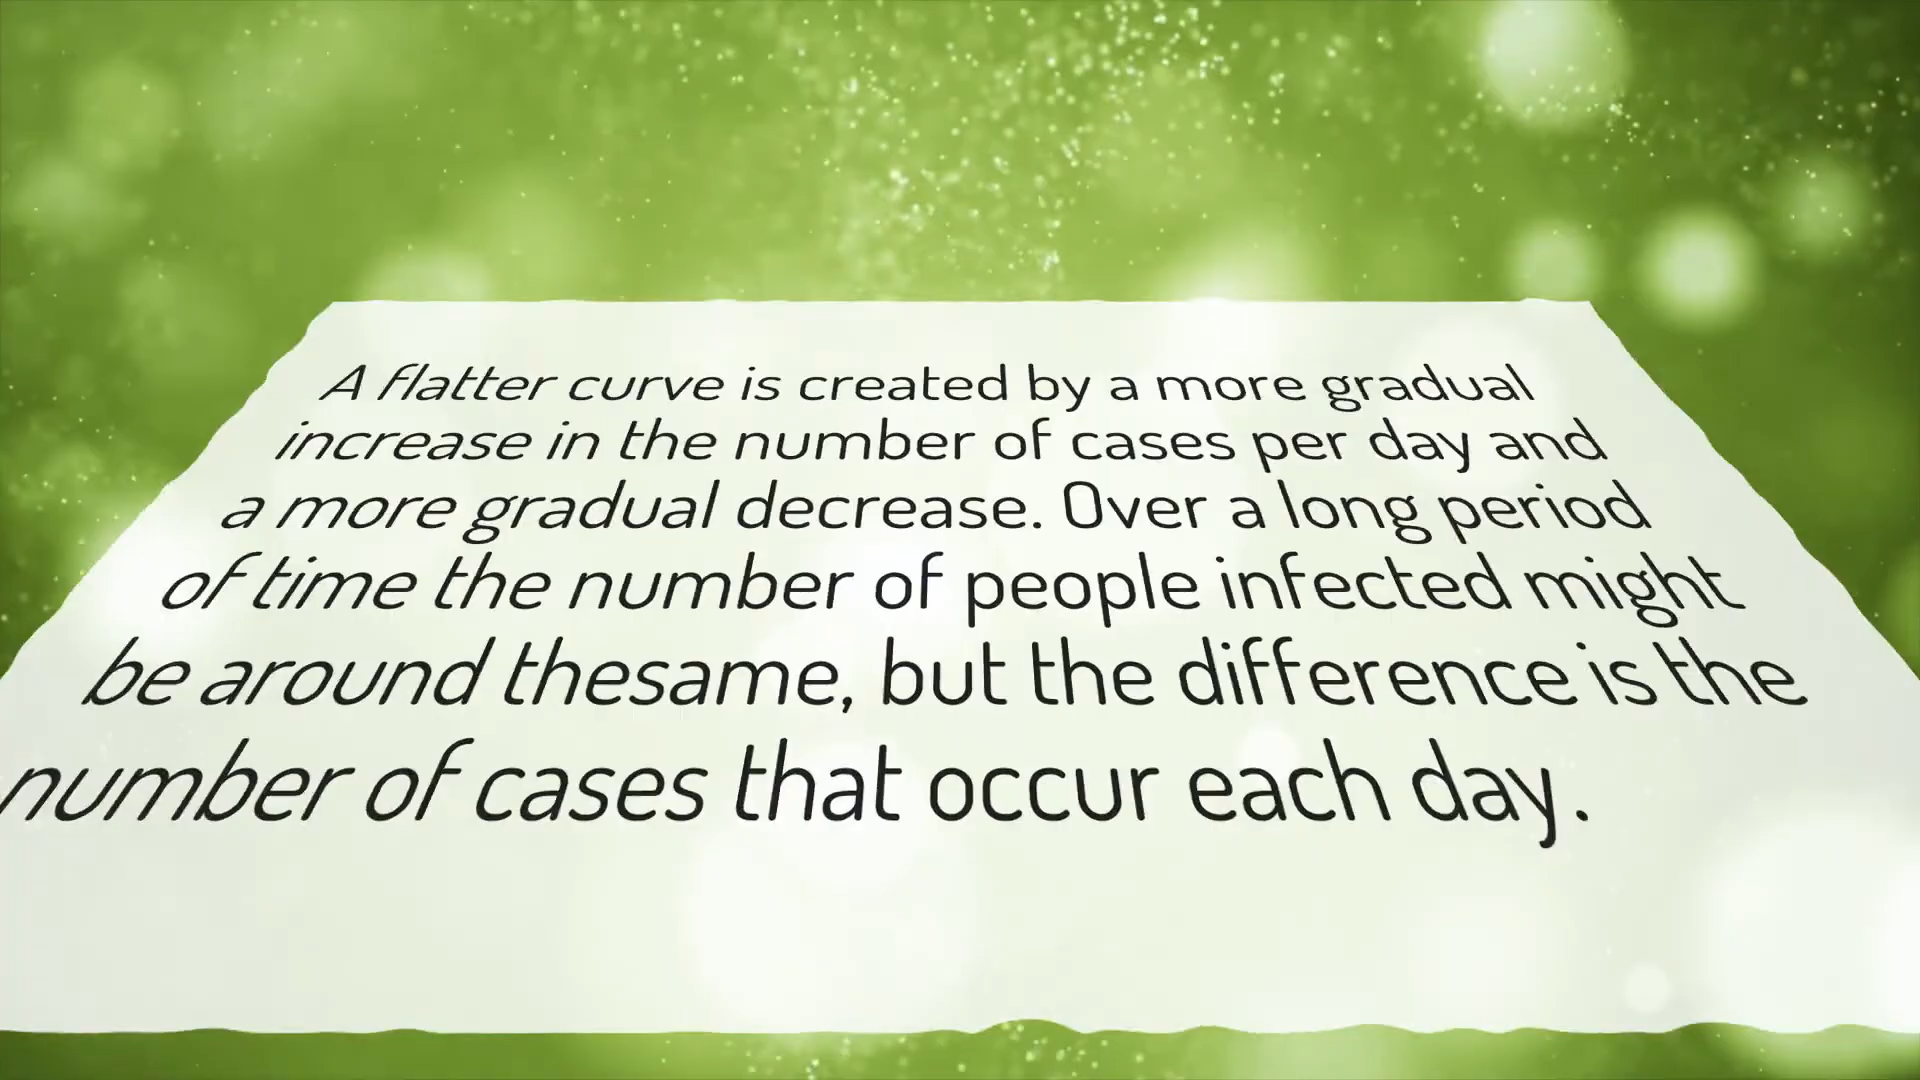 A flatter curve is created by a more gradual
increase in the number of cases per day and
a more gradual decrease. Over a long period
of time the number of people infected might
be around thesame, but the difference is the
number of cases that occur each day.